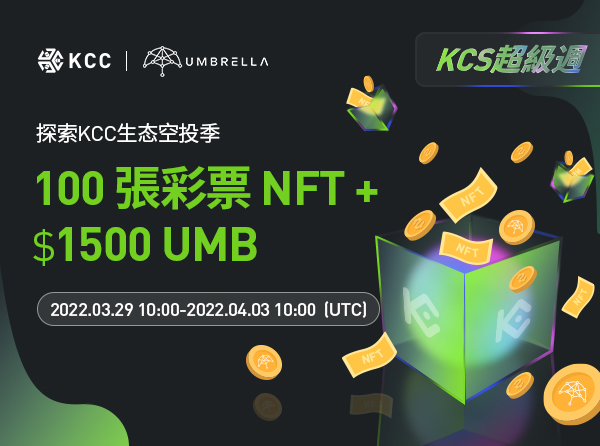 KCC | UMBRELLA
KCS超級週
探索KCC生态空投季
100 張彩票 NFT +
$1500 UMB
2022.03.29 10:00-2022.04.03 10:00 (UTC)
NFT
NFT
NFT
NFT